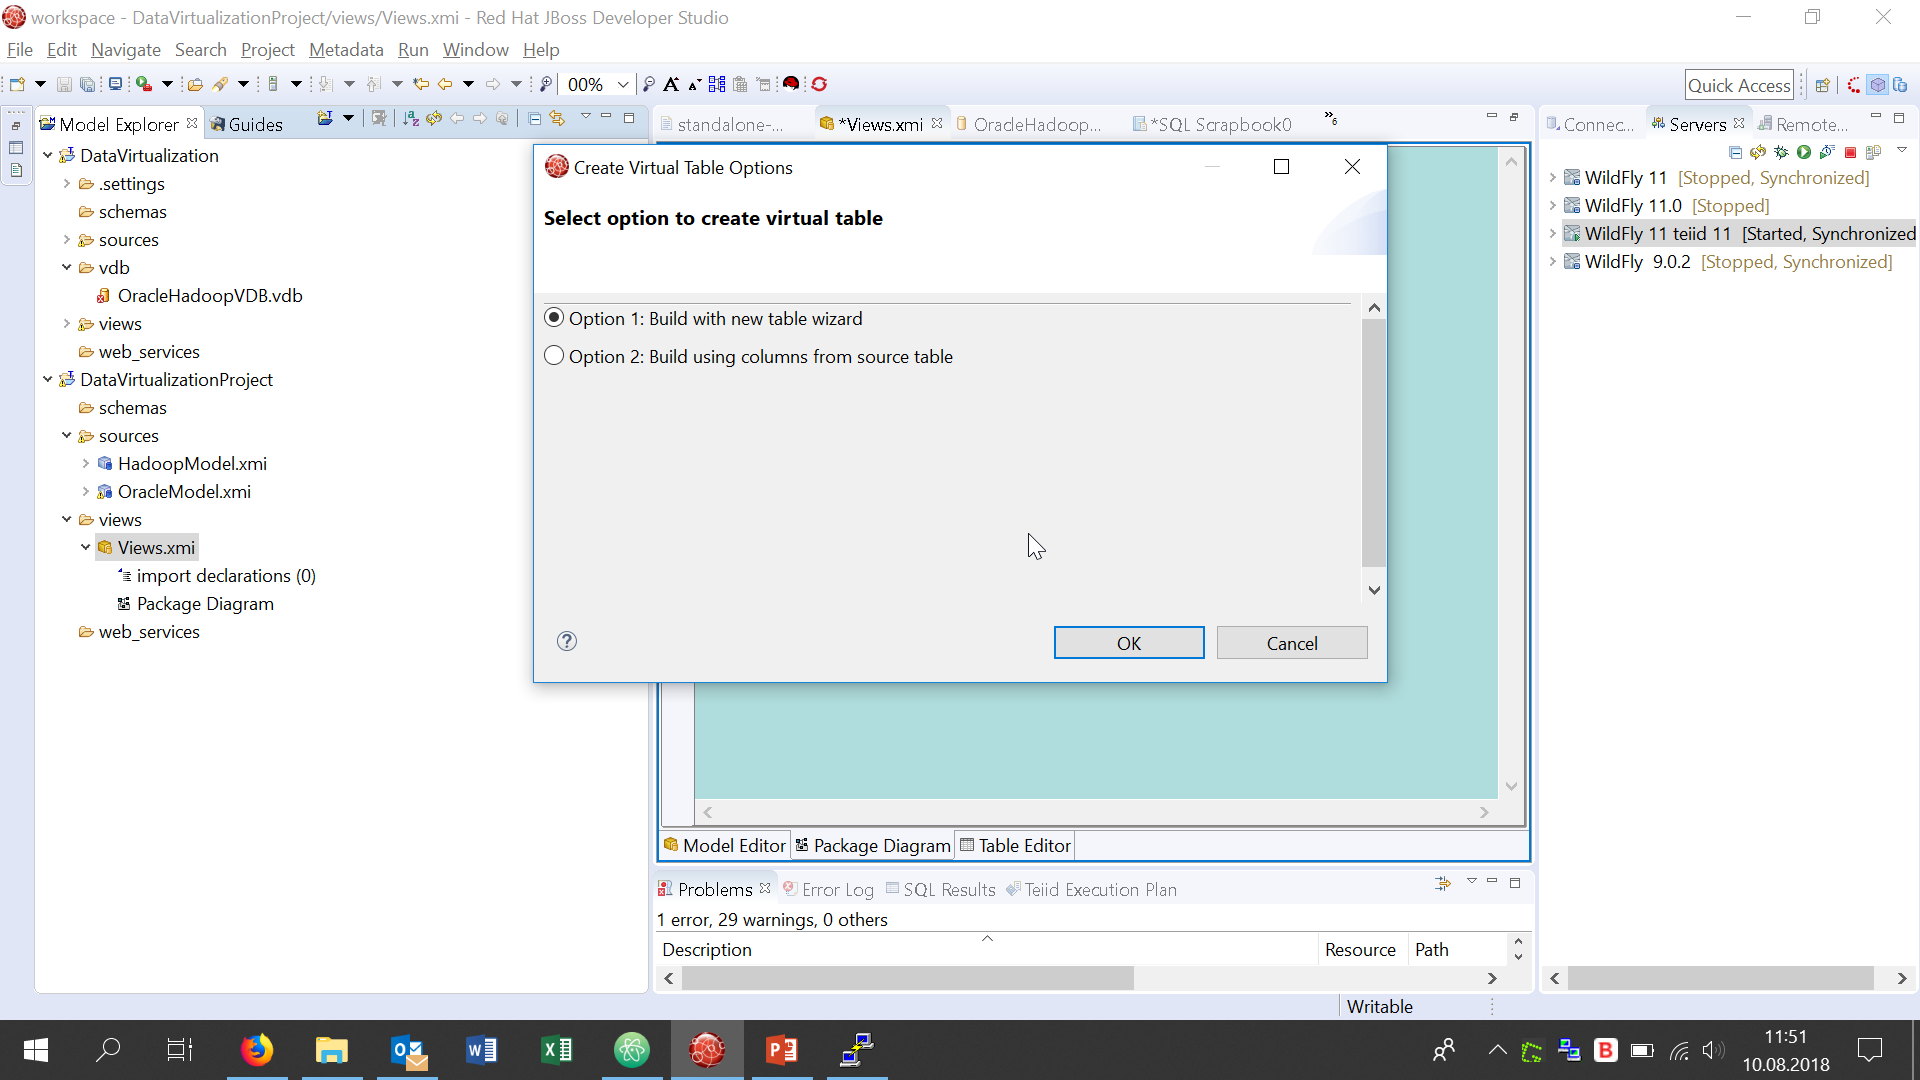 workspace - DataVirtualizationProject/views/Views.xmi - Red Hat JBoss Developer Studio
File Edit Navigate Search Project Metadata Run Window Help
00%
Quick Access
Model Explorer
Guides
DataVirtualization
.settings
schemas
sources
vdb
OracleHadoopVDB.vdb
views
web_services
DataVirtualizationProject
schemas
sources
HadoopModel.xmi
OracleModel.xmi
views
Views.xmi
import declarations (0)
Package Diagram
web_services
standalone-...
*Views.xmi
OracleHadoop...
*SQL Scrapbook0
»6
Create Virtual Table Options
Select option to create virtual table
Option 1: Build with new table wizard
Option 2: Build using columns from source table
OK
Cancel
Model Editor
Package Diagram
Table Editor
Problems
Error Log
SQL Results
Teiid Execution Plan
1 error, 29 warnings, 0 others
Description
Resource
Path
Connec...
Servers
Remote...
WildFly 11 [Stopped, Synchronized]
WildFly 11.0 [Stopped]
WildFly 11 teiid 11 [Started, Synchronized
WildFly 9.0.2 [Stopped, Synchronized]
Writable
11:51
10.08.2018